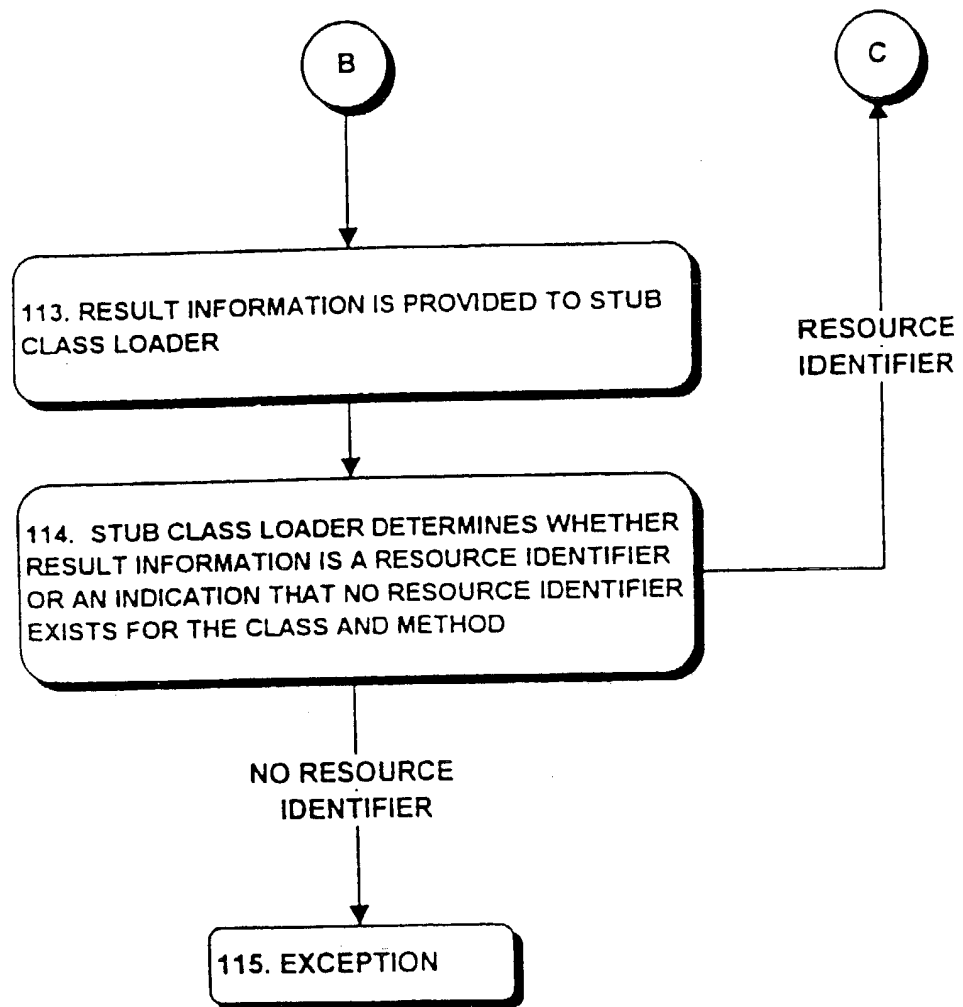 B
C
113. RESULT INFORMATION IS PROVIDED TO STUB
CLASS LOADER
RESOURCE
IDENTIFIER
114. STUB CLASS LOADER DETERMINES WHETHER
RESULT INFORMATION IS A RESOURCE IDENTIFIER
OR AN INDICATION THAT NO RESOURCE IDENTIFIER
EXISTS FOR THE CLASS AND METHOD
NO RESOURCE
IDENTIFIER
115. EXCEPTION